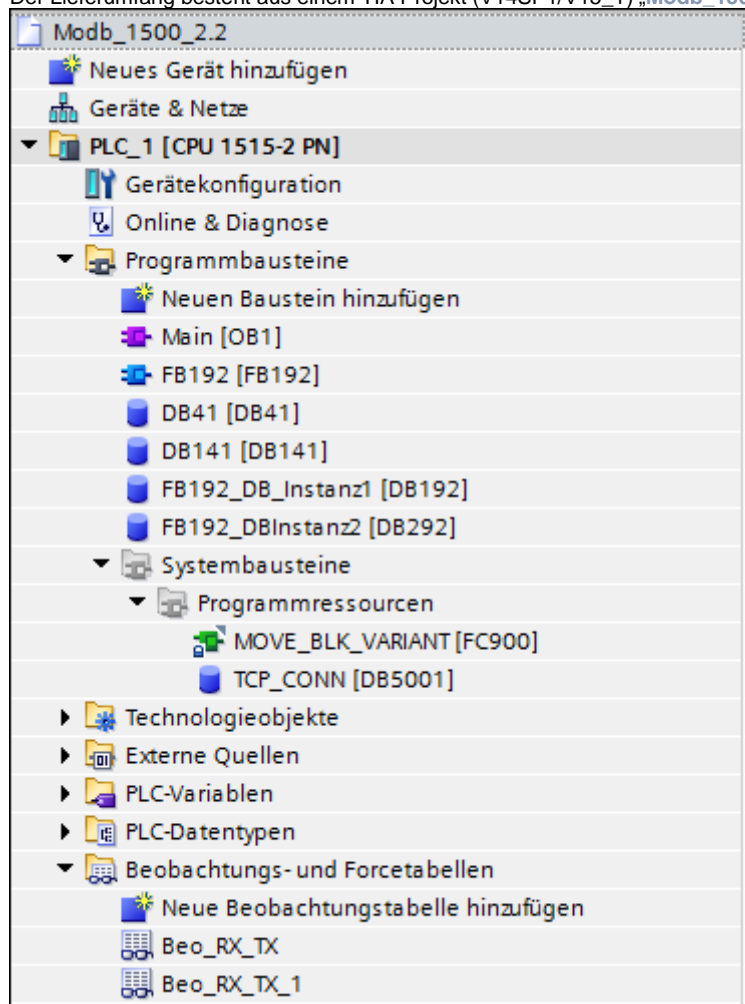 Modb_1500_2.2
Neues Gerät hinzufügen
Geräte & Netze
PLC_1 [CPU 1515-2 PN]
Gerätekonfiguration
Online & Diagnose
Programmbausteine
Neuen Baustein hinzufügen
Main [OB1]
FB192 [FB192]
DB41 [DB41]
DB141 [DB141]
FB192_DB_Instanz1 [DB192]
FB192_DBInstanz2 [DB292]
Systembausteine
Programmressourcen
MOVE_BLK_VARIANT [FC900]
TCP_CONN [DB5001]
Technologieobjekte
Externe Quellen
PLC-Variablen
PLC-Datentypen
Beobachtungs- und Forcetabellen
Neue Beobachtungstabelle hinzufügen
Beo_RX_TX
Beo_RX_TX_1